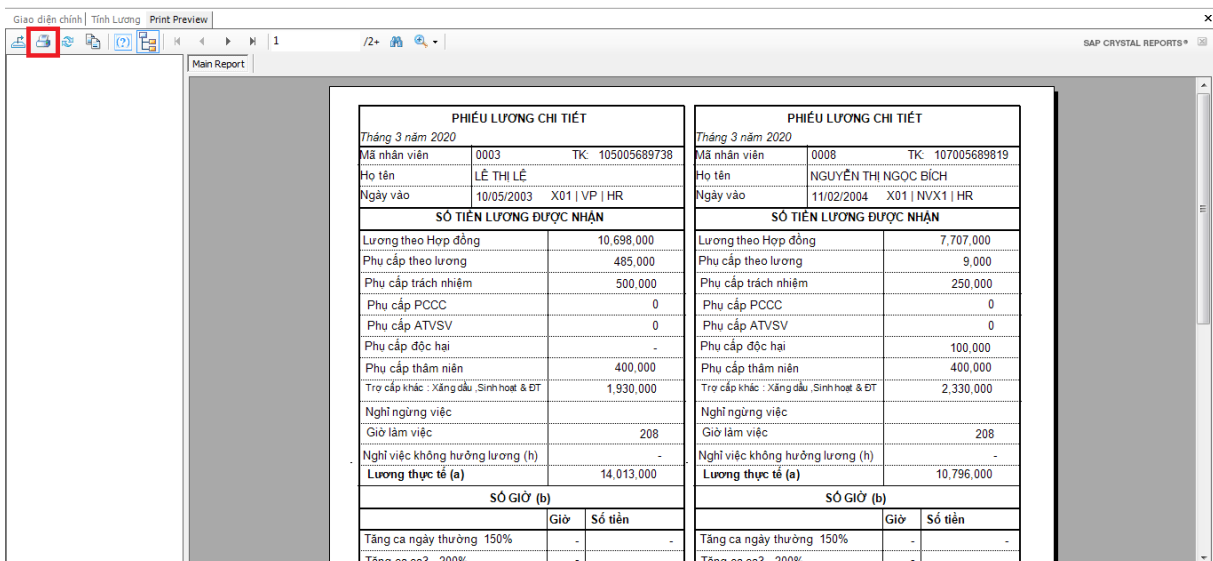 Giao diện chính Tính Lương Print Preview
1 /2+ SAP CRYSTAL REPORTS®
Main Report
PHIẾU LƯƠNG CHI TIẾT
Tháng 3 năm 2020
Mã nhân viên 0003 TK: 105005689738
Họ tên LÊ THỊ LỆ
Ngày vào 10/05/2003 X01 | VP | HR
SỐ TIỀN LƯƠNG ĐƯỢC NHẬN
Lương theo Hợp đồng 10,698,000
Phụ cấp theo lương 485,000
Phụ cấp trách nhiệm 500,000
Phụ cấp PCCC 0
Phụ cấp ATVSV 0
Phụ cấp độc hại -
Phụ cấp thâm niên 400,000
Trợ cấp khác : Xăng dầu ,Sinh hoạt & ĐT 1,930,000
Nghỉ ngừng việc
Giờ làm việc 208
Nghỉ việc không hưởng lương (h) -
Lương thực tế (a) 14,013,000
SỐ GIỜ (b)
Giờ Số tiền
Tăng ca ngày thường 150% - -
Tăng ca ca3 200% -
PHIẾU LƯƠNG CHI TIẾT
Tháng 3 năm 2020
Mã nhân viên 0008 TK: 107005689819
Họ tên NGUYỄN THỊ NGỌC BÍCH
Ngày vào 11/02/2004 X01 | NVX1 | HR
SỐ TIỀN LƯƠNG ĐƯỢC NHẬN
Lương theo Hợp đồng 7,707,000
Phụ cấp theo lương 9,000
Phụ cấp trách nhiệm 250,000
Phụ cấp PCCC 0
Phụ cấp ATVSV 0
Phụ cấp độc hại 100,000
Phụ cấp thâm niên 400,000
Trợ cấp khác : Xăng dầu ,Sinh hoạt & ĐT 2,330,000
Nghỉ ngừng việc
Giờ làm việc 208
Nghỉ việc không hưởng lương (h) -
Lương thực tế (a) 10,796,000
SỐ GIỜ (b)
Giờ Số tiền
Tăng ca ngày thường 150% - -
Tăng ca ca3 200% -